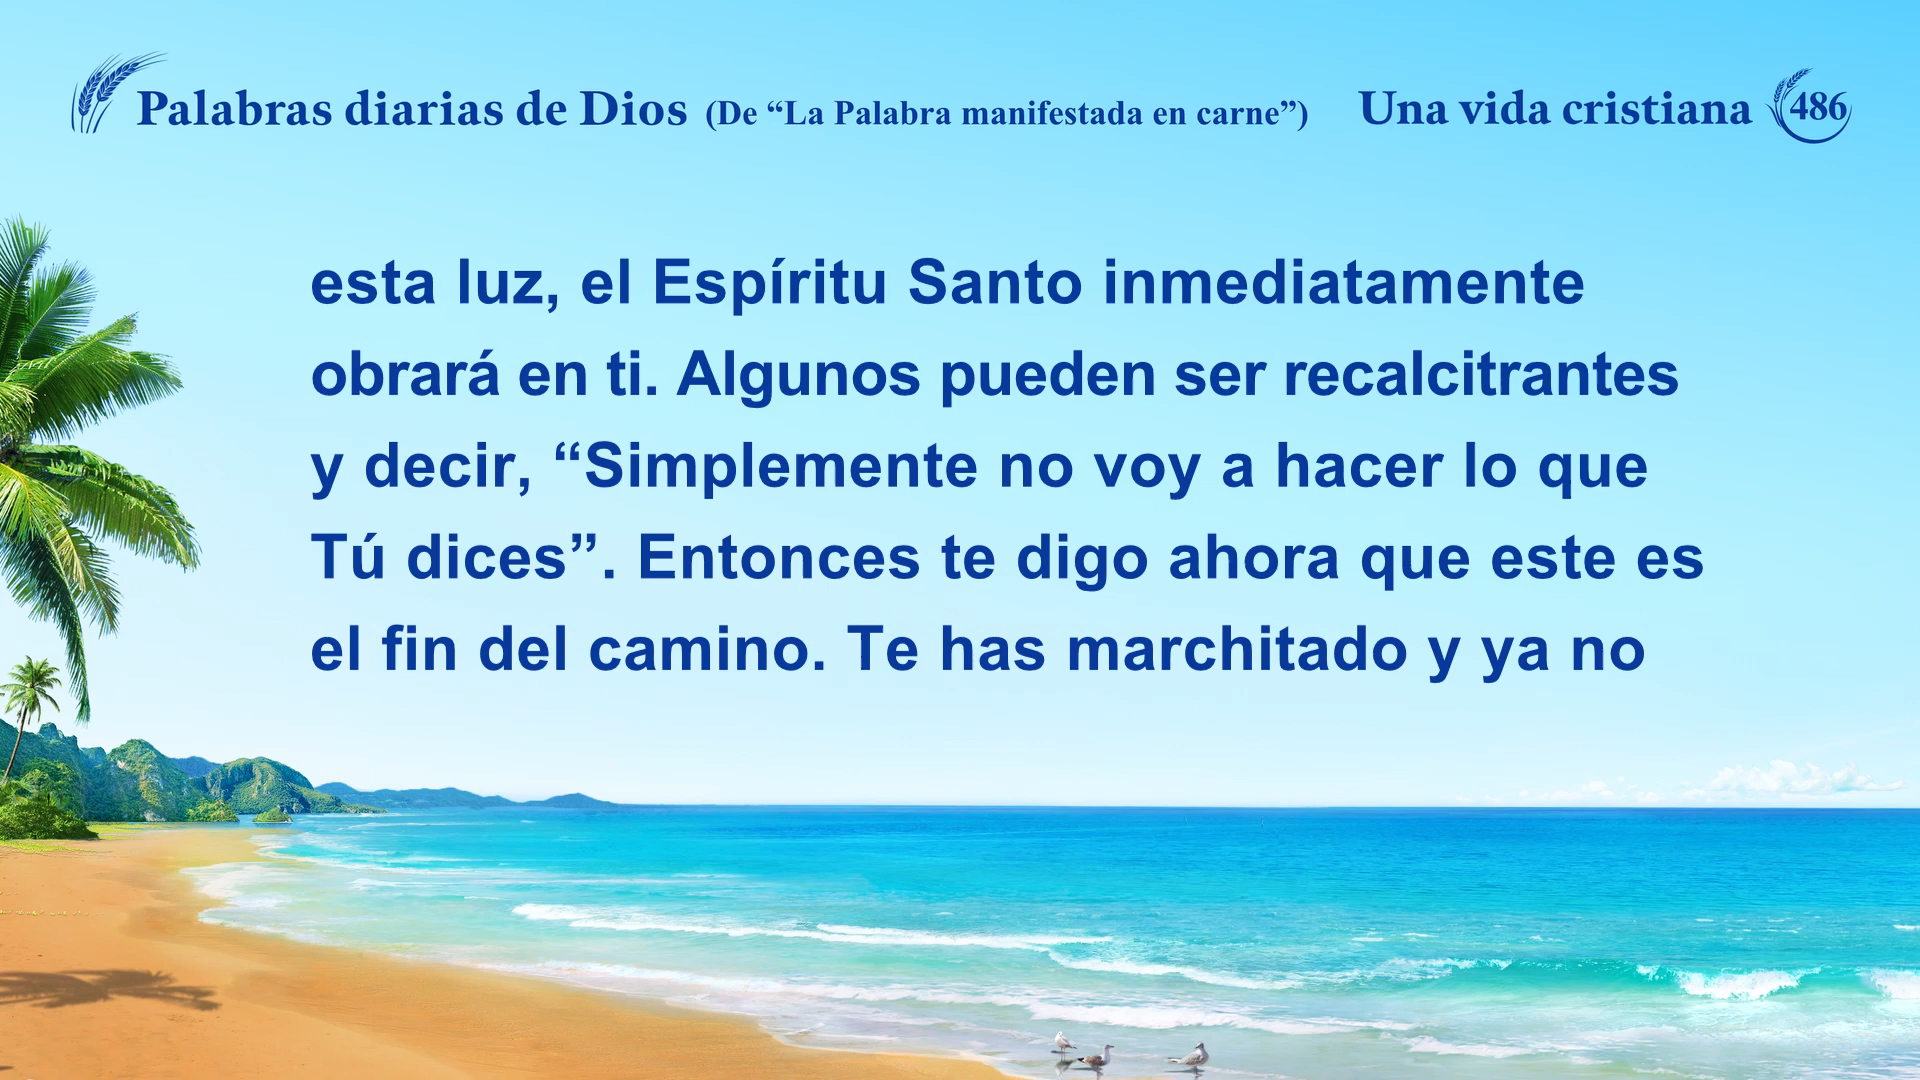 Palabras diarias de Dios (De “La Palabra manifestada en carne”) Una vida cristiana 486
esta luz, el Espíritu Santo inmediatamente
obrará en ti. Algunos pueden ser recalcitrantes
y decir, “Simplemente no voy a hacer lo que
Tú dices”. Entonces te digo ahora que este es
el fin del camino. Te has marchitado y ya no